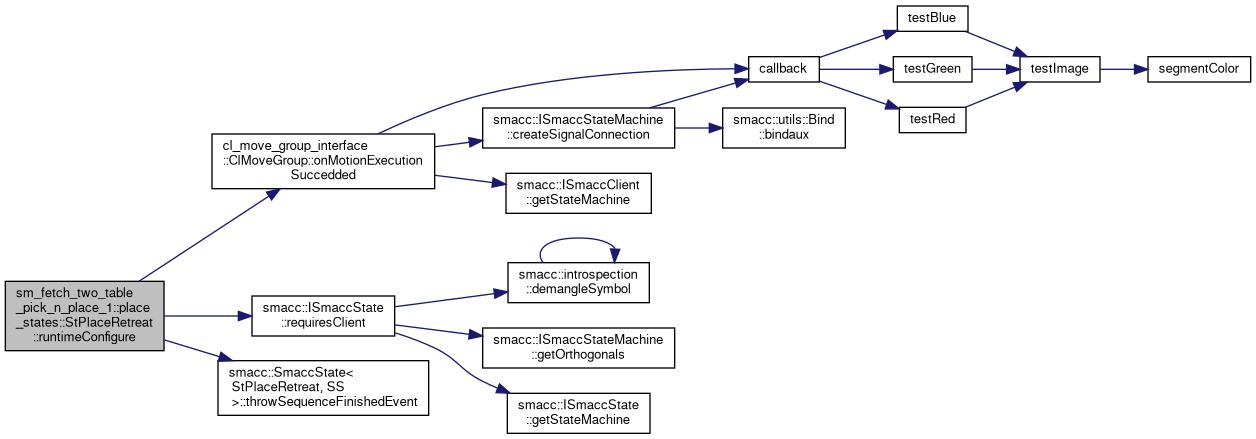 sm_fetch_two_table
_pick_n_place_1::place
_states::StPlaceRetreat
::runtimeConfigure
cl_move_group_interface
::ClMoveGroup::onMotionExecution
Succedded
callback
testBlue
testImage
segmentColor
testGreen
testRed
smacc::ISmaccStateMachine
::createSignalConnection
smacc::utils::Bind
::bindaux
smacc::ISmaccClient
::getStateMachine
smacc::ISmaccState
::requiresClient
smacc::introspection
::demangleSymbol
smacc::ISmaccStateMachine
::getOrthogonals
smacc::ISmaccState
::getStateMachine
smacc::SmaccState<
StPlaceRetreat, SS
>::throwSequenceFinishedEvent